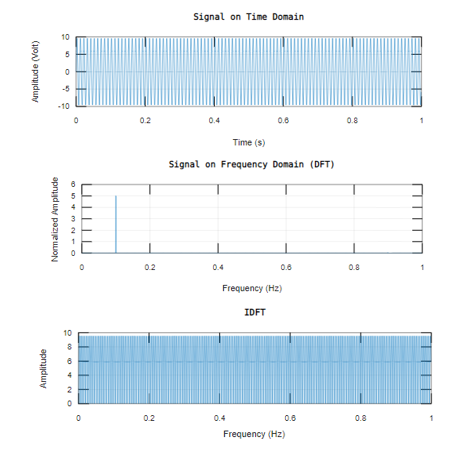 Signal on Time Domain
Amplitude (Volt)
10
5
0
-5
-10
0 0.2 0.4 0.6 0.8 1
Time (s)
Signal on Frequency Domain (DFT)
Normalized Amplitude
6
5
4
3
2
1
0
0 0.2 0.4 0.6 0.8 1
Frequency (Hz)
IDFT
Amplitude
10
8
6
4
2
0
0 0.2 0.4 0.6 0.8 1
Frequency (Hz)